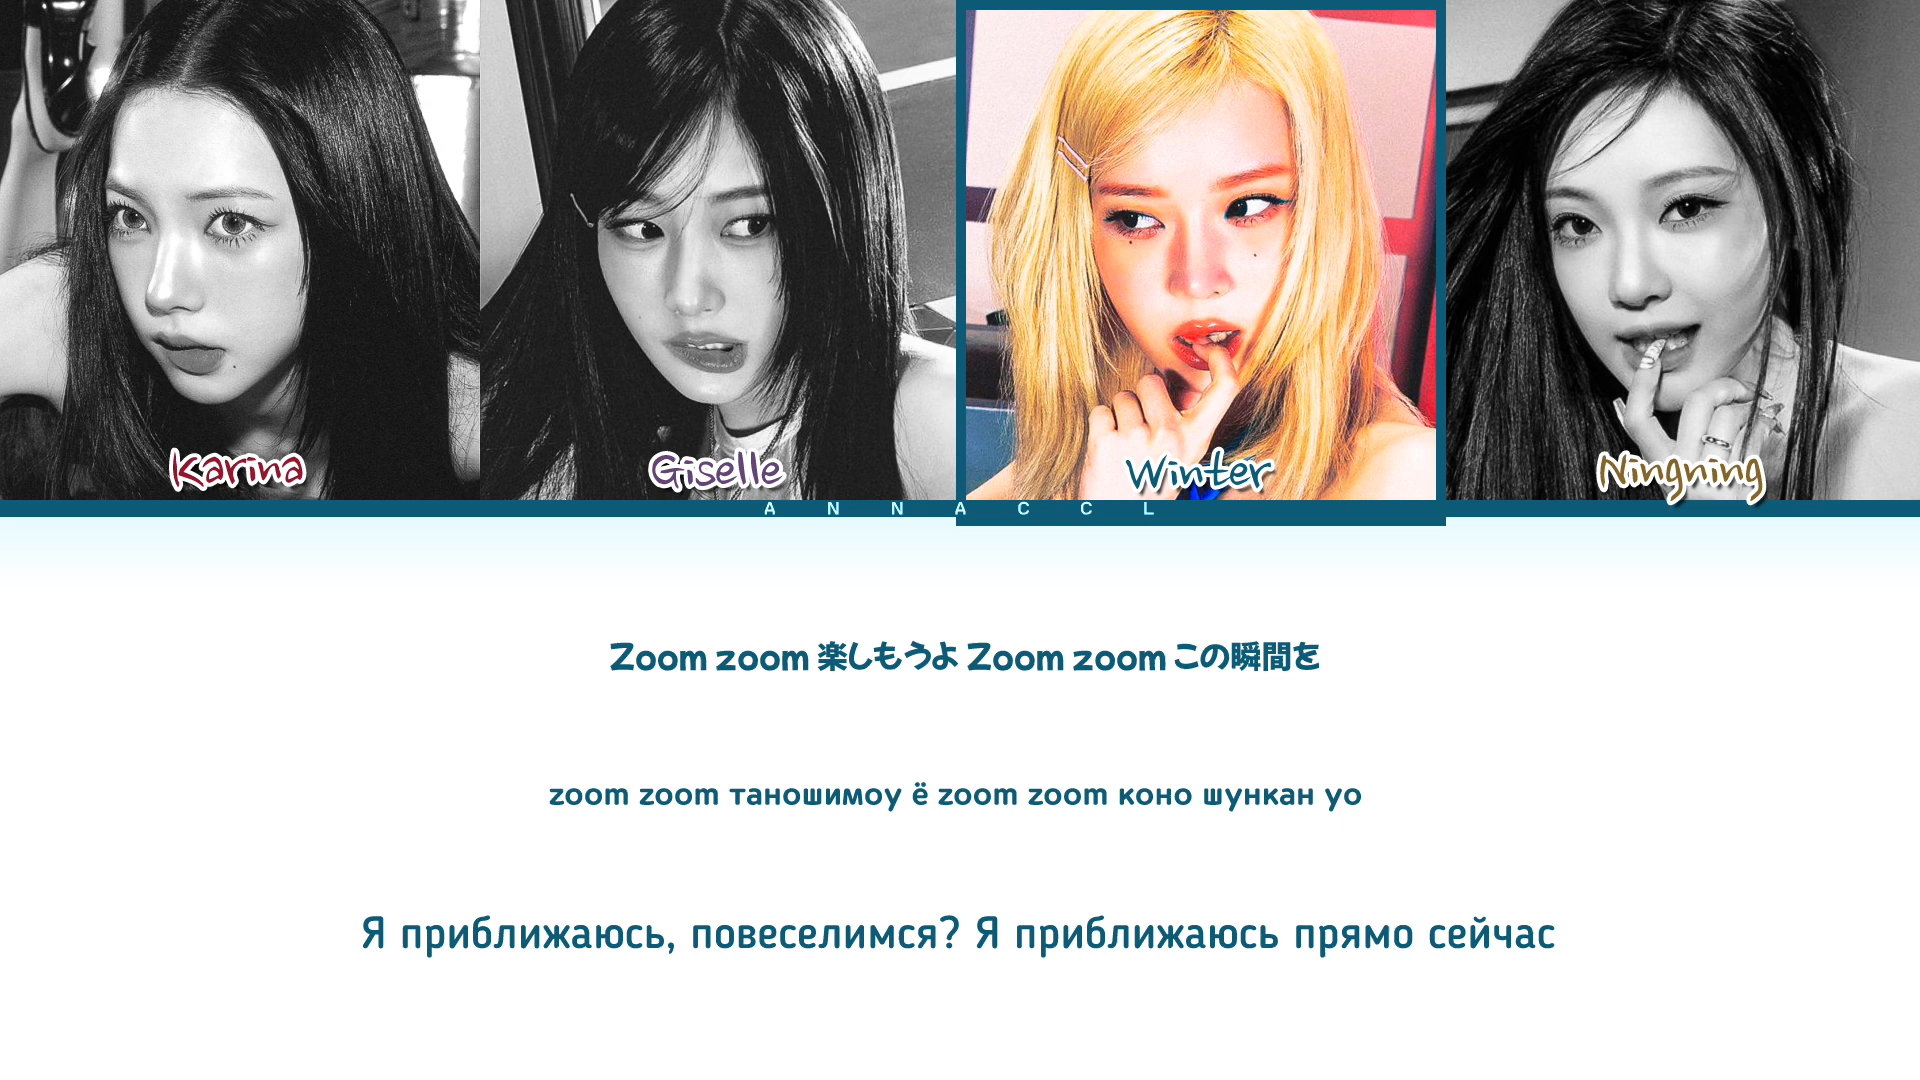 Karina
Giselle
Winter
Ningning
ANNACCL
Zoom zoom 楽しもうよ Zoom zoom この瞬間を
zoom zoom таношимоу ё zoom zoom коно шункан уо
Я приближаюсь, повеселимся? Я приближаюсь прямо сейчас